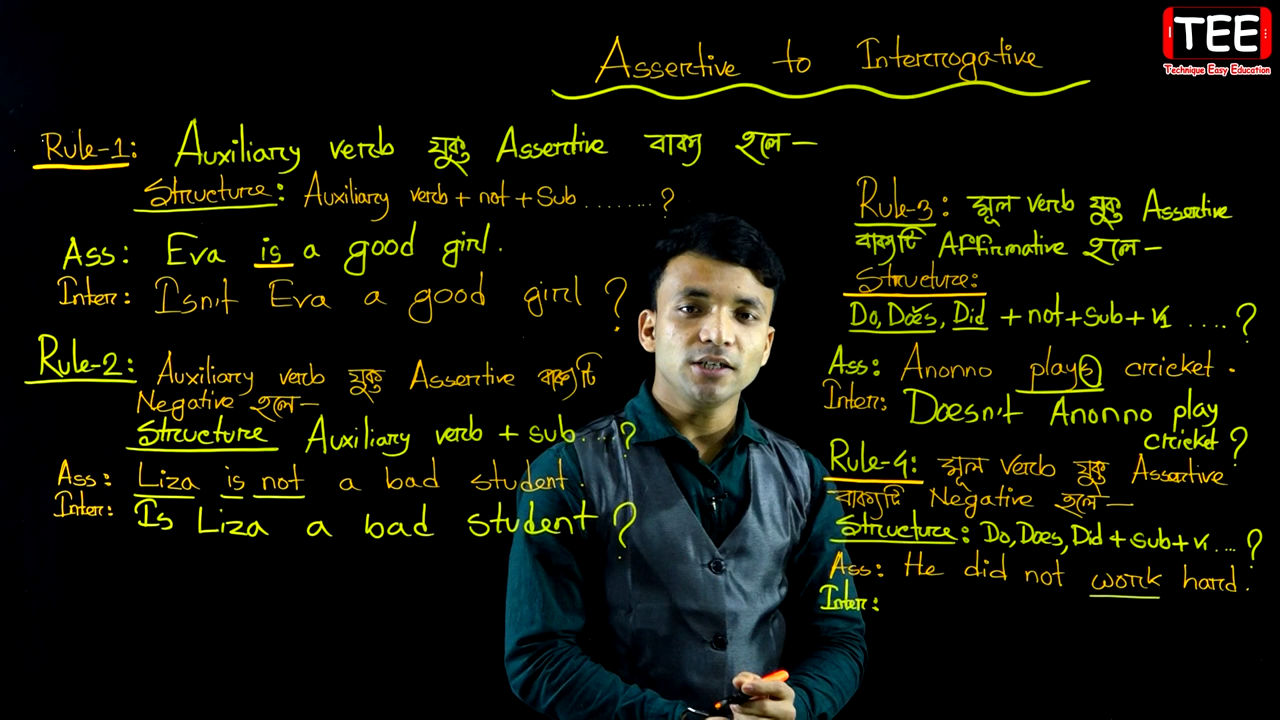 TEE
Technique Easy Education
Assertive to Interrogative
Rule-1: Auxiliary verb যুক্ত Assertive বাক্য হলে—
Structure: Auxiliary verb + not + Sub ........ ?
Ass: Eva is a good girl.
Inter: Isn't Eva a good girl ?
Rule-2: Auxiliary verb যুক্ত Assertive বাক্যটি
Negative হলে—
Structure Auxiliary verb + sub....?
Ass: Liza is not a bad student.
Inter: Is Liza a bad student ?
Rule-3: মূল verb যুক্ত Assertive
বাক্যটি Affirmative হলে—
Structure:
Do, Does, Did + not + sub + V1 .... ?
Ass: Anonno plays cricket.
Inter: Doesn't Anonno play
cricket ?
Rule-4: মূল verb যুক্ত Assertive
বাক্যটি Negative হলে—
Structure: Do, Does, Did + sub + V1 .... ?
Ass: He did not work hard.
Inter: